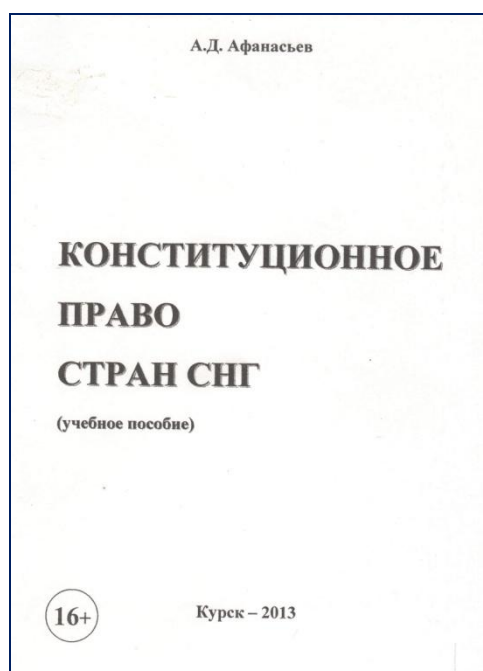 А.Д. Афанасьев
КОНСТИТУЦИОННОЕ
ПРАВО
СТРАН СНГ
(учебное пособие)
16+
Курск – 2013